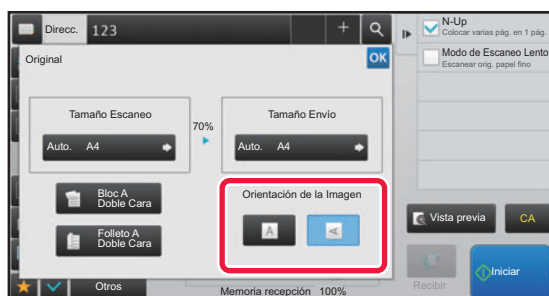 Direcc. 123
N-Up
Colocar varias pág. en 1 pág.
Original
OK
Modo de Escaneo Lento
Escanear orig. papel fino
Tamaño Escaneo
70%
Tamaño Envío
Auto. A4
Auto. A4
Bloc A
Doble Cara
Orientación de la Imagen
A A
Folleto A
Doble Cara
Vista previa
CA
Otros
Memoria recepción 100%
Recibir
Iniciar